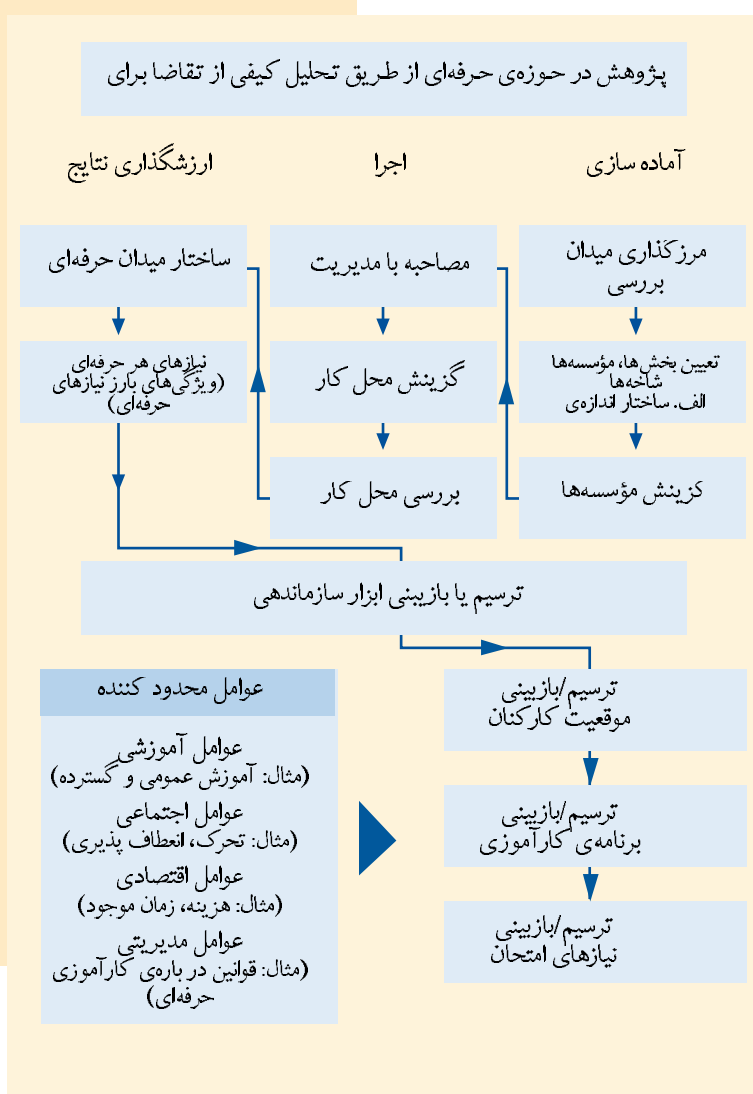 پژوهش در حوزه‌ی حرفه‌ای از طریق تحلیل کیفی از تقاضا برای
آماده سازی
اجرا
ارزشگذاری نتایج
مرزگذاری میدان
بررسی
مصاحبه با مدیریت
ساختار میدان حرفه‌ای
تعیین بخش‌ها، مؤسسه‌ها
شاخه‌ها
الف. ساختار اندازه‌ی
گزینش محل کار
نیازهای هر حرفه‌ای
(ویژگی‌های بارز نیازهای
حرفه‌ای)
گزینش مؤسسه‌ها
بررسی محل کار
ترسیم یا بازیبنی ابزار سازماندهی
ترسیم/بازبینی
موقعیت کارکنان
ترسیم/بازبینی
برنامه‌ی کارآموزی
ترسیم/بازبینی
نیازهای امتحان
عوامل محدود کننده
عوامل آموزشی
(مثال: آموزش عمومی و گسترده)
عوامل اجتماعی
(مثال: تحرک، انعطاف پذیری)
عوامل اقتصادی
(مثال: هزینه، زمان موجود)
عوامل مدیریتی
(مثال: قوانین در باره‌ی کارآموزی
حرفه‌ای)